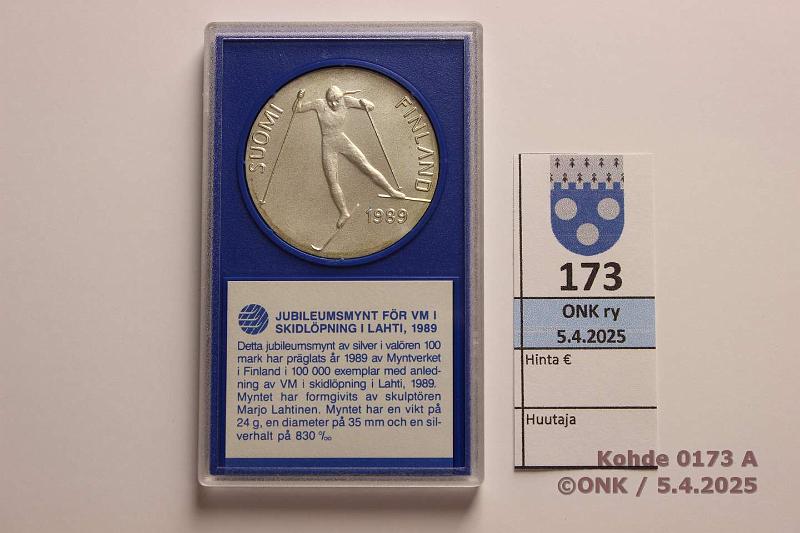 SUOMI
FINLAND
1989
JUBILEUMSMYNT FÖR VM I
SKIDLÖPNING I LAHTI, 1989
Detta jubileumsmynt av silver i valören 100
mark har präglats år 1989 av Myntverket
i Finland i 100 000 exemplar med anled-
ning av VM i skidlöpning i Lahti, 1989.
Myntet har formgivits av skulptören
Marjo Lahtinen. Myntet har en vikt på
24 g, en diameter på 35 mm och en sil-
verhalt på 830 ‰
173
ONK ry
5.4.2025
Hinta €
Huutaja
Kohde 0173 A
©ONK / 5.4.2025